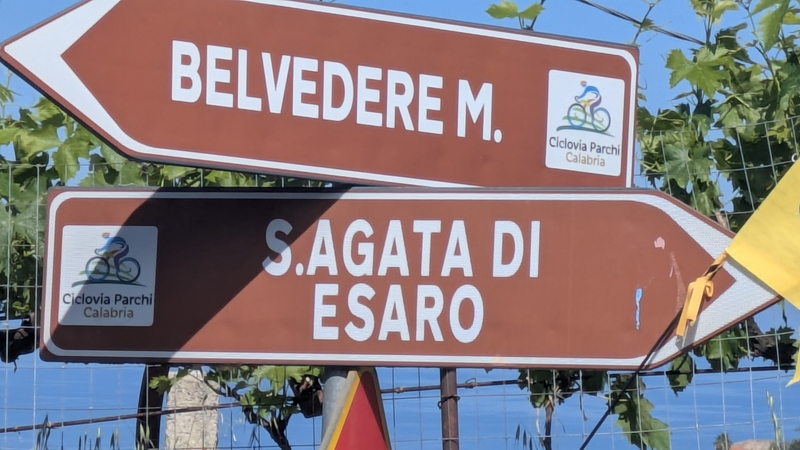 BELVEDERE M.
Ciclovia Parchi
Calabria
Ciclovia Parchi
Calabria
S.AGATA DI
ESARO